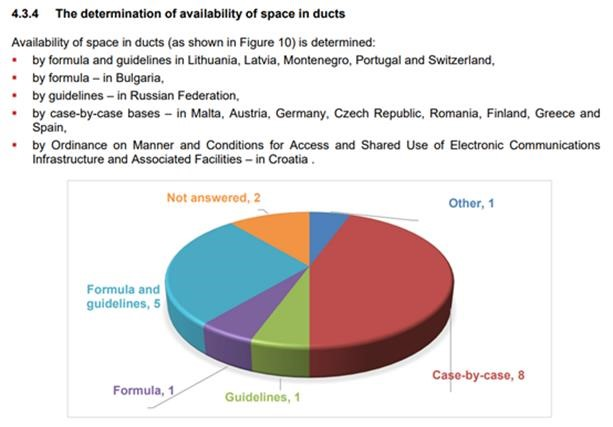 4.3.4 The determination of availability of space in ducts
Availability of space in ducts (as shown in Figure 10) is determined:
• by formula and guidelines in Lithuania, Latvia, Montenegro, Portugal and Switzerland,
• by formula – in Bulgaria,
• by guidelines – in Russian Federation,
• by case-by-case bases – in Malta, Austria, Germany, Czech Republic, Romania, Finland, Greece and
Spain,
• by Ordinance on Manner and Conditions for Access and Shared Use of Electronic Communications
Infrastructure and Associated Facilities – in Croatia .
Not answered, 2
Other, 1
Formula and
guidelines, 5
Case-by-case, 8
Formula, 1
Guidelines, 1